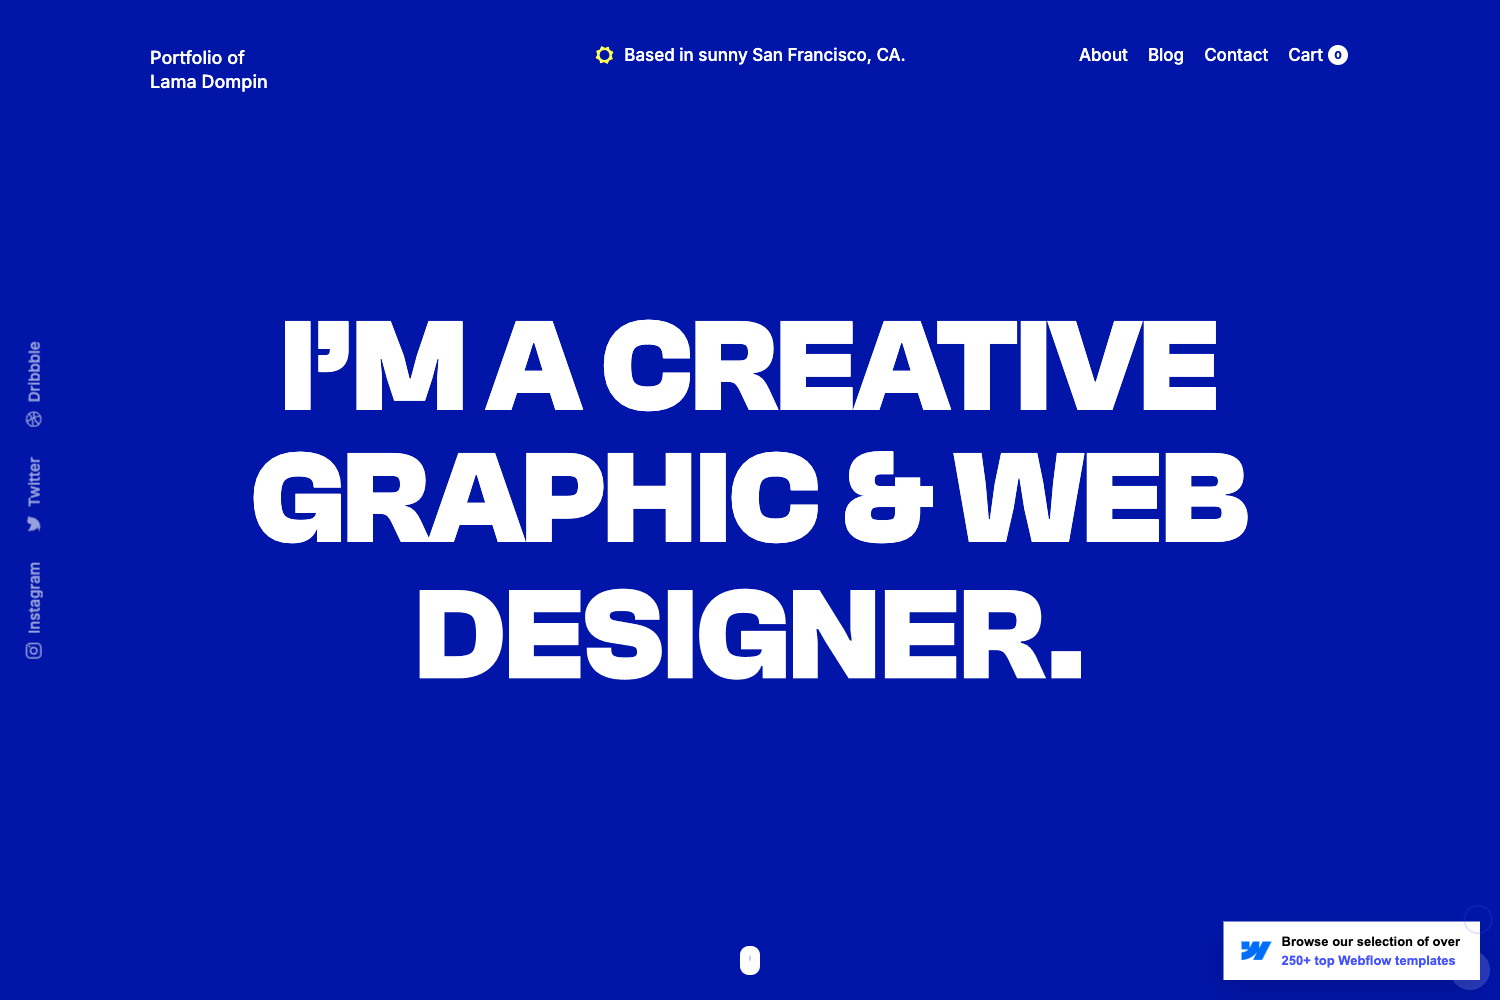 Portfolio of
Lama Dompin
Based in sunny San Francisco, CA.
About Blog Contact Cart 0
I’M A CREATIVE
GRAPHIC & WEB
DESIGNER.
Dribbble
Twitter
Instagram
Browse our selection of over
250+ top Webflow templates